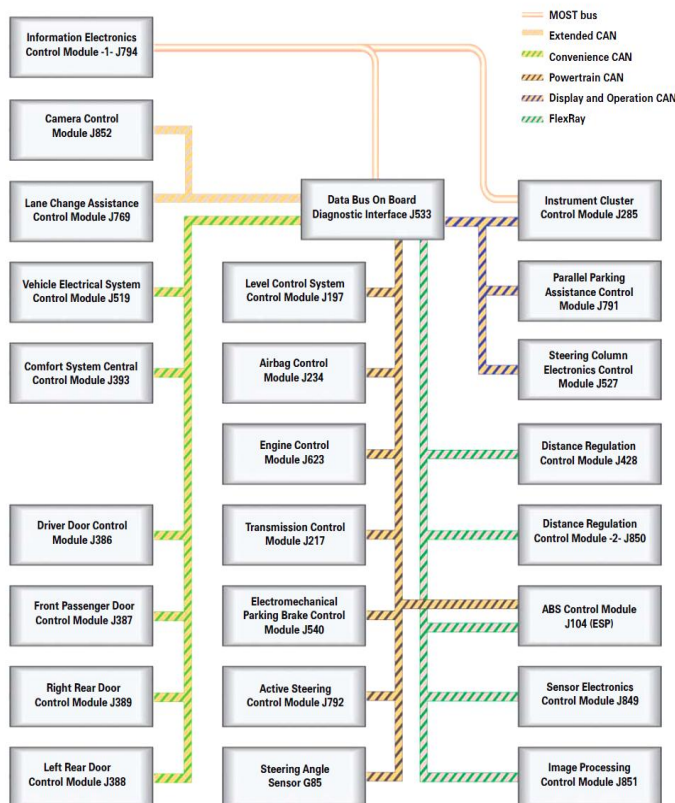 Information Electronics
Control Module -1- J794
MOST bus
Extended CAN
Convenience CAN
Powertrain CAN
Display and Operation CAN
FlexRay
Camera Control
Module J852
Lane Change Assistance
Control Module J769
Data Bus On Board
Diagnostic Interface J533
Instrument Cluster
Control Module J285
Vehicle Electrical System
Control Module J519
Level Control System
Control Module J197
Parallel Parking
Assistance Control
Module J791
Comfort System Central
Control Module J393
Airbag Control
Module J234
Steering Column
Electronics Control
Module J527
Engine Control
Module J623
Distance Regulation
Control Module J428
Driver Door Control
Module J386
Transmission Control
Module J217
Distance Regulation
Control Module -2- J850
Front Passenger Door
Control Module J387
Electromechanical
Parking Brake Control
Module J540
ABS Control Module
J104 (ESP)
Right Rear Door
Control Module J389
Active Steering
Control Module J792
Sensor Electronics
Control Module J849
Left Rear Door
Control Module J388
Steering Angle
Sensor G85
Image Processing
Control Module J851